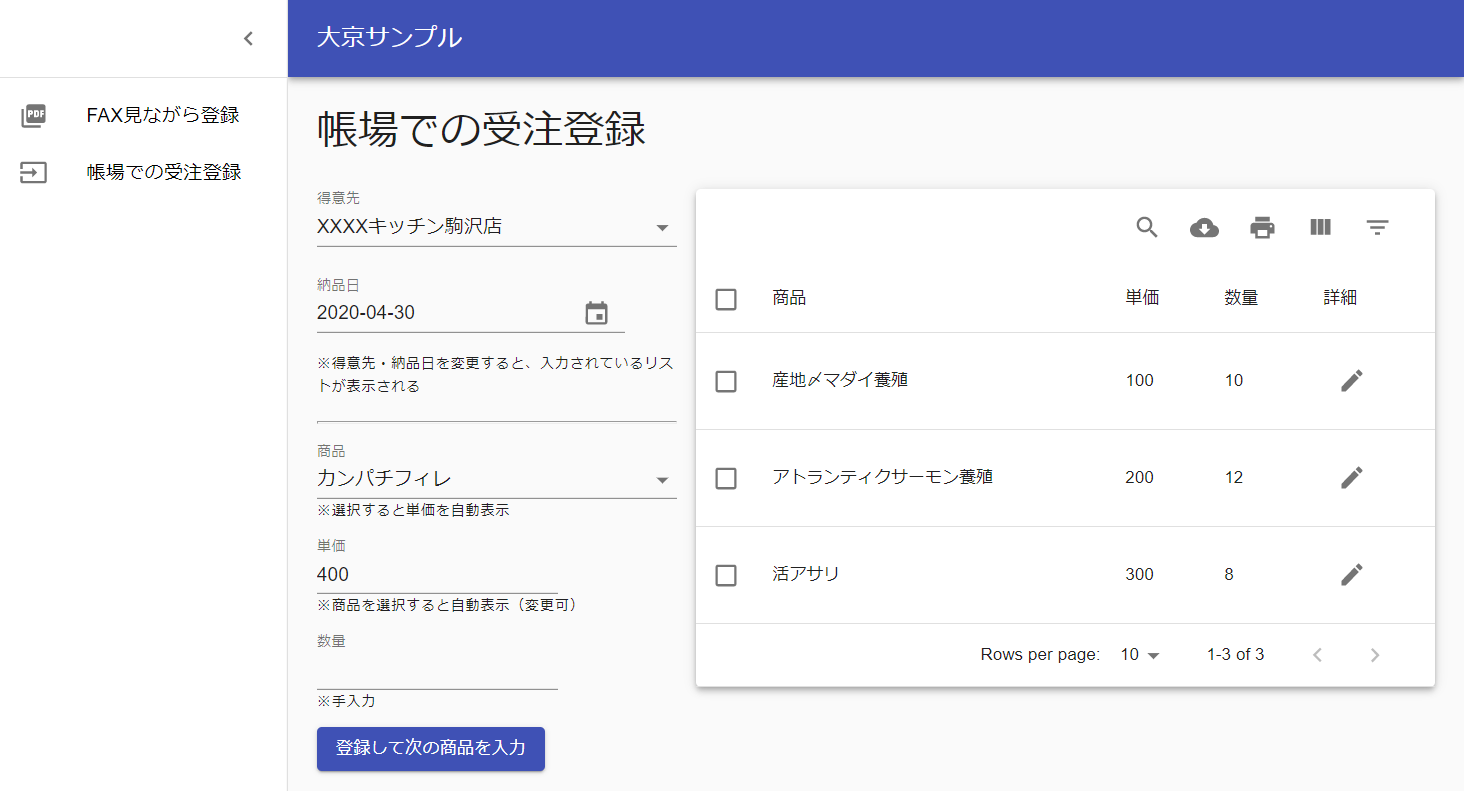 大京サンプル
PDF
FAX見ながら登録
帳場での受注登録
帳場での受注登録
得意先
XXXXキッチン駒沢店
納品日
2020-04-30
※得意先・納品日を変更すると、入力されているリス
トが表示される
商品
カンパチフィレ
※選択すると単価を自動表示
単価
400
※商品を選択すると自動表示（変更可）
数量
※手入力
登録して次の商品を入力
商品 単価 数量 詳細
産地〆マダイ養殖 100 10
アトランティクサーモン養殖 200 12
活アサリ 300 8
Rows per page: 10 1-3 of 3